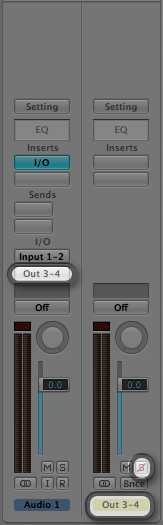 Setting Setting
EQ EQ
Inserts Inserts
I/O
Sends
I/O
Input 1-2
Out 3-4
Off Off
0.0 0.0
M S M S
I R Bnce
Audio 1 Out 3-4